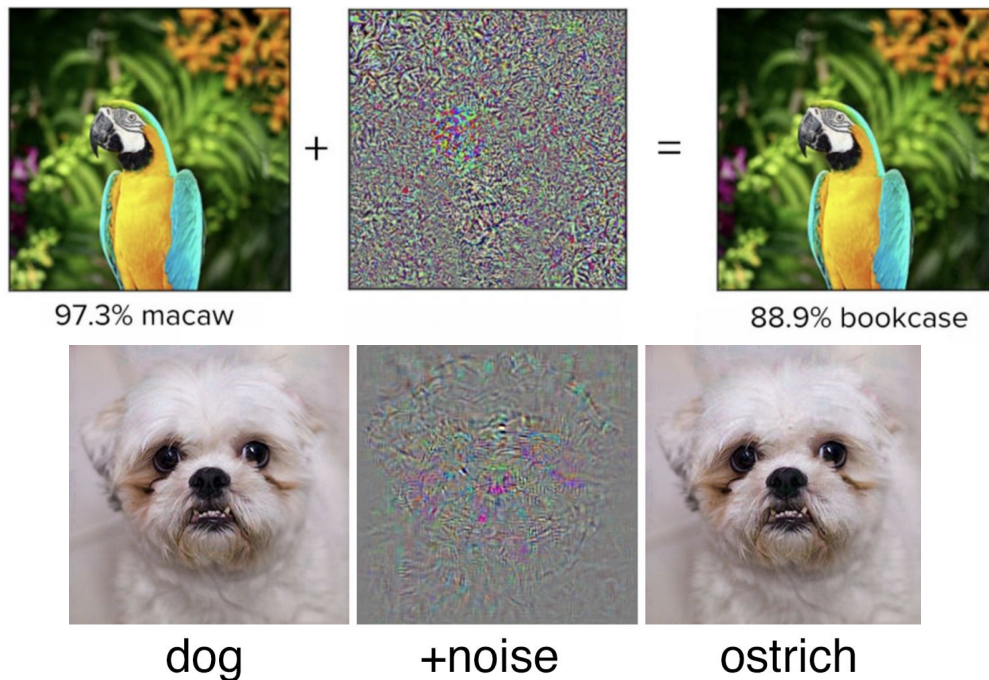 + =
97.3% macaw 88.9% bookcase
dog +noise ostrich